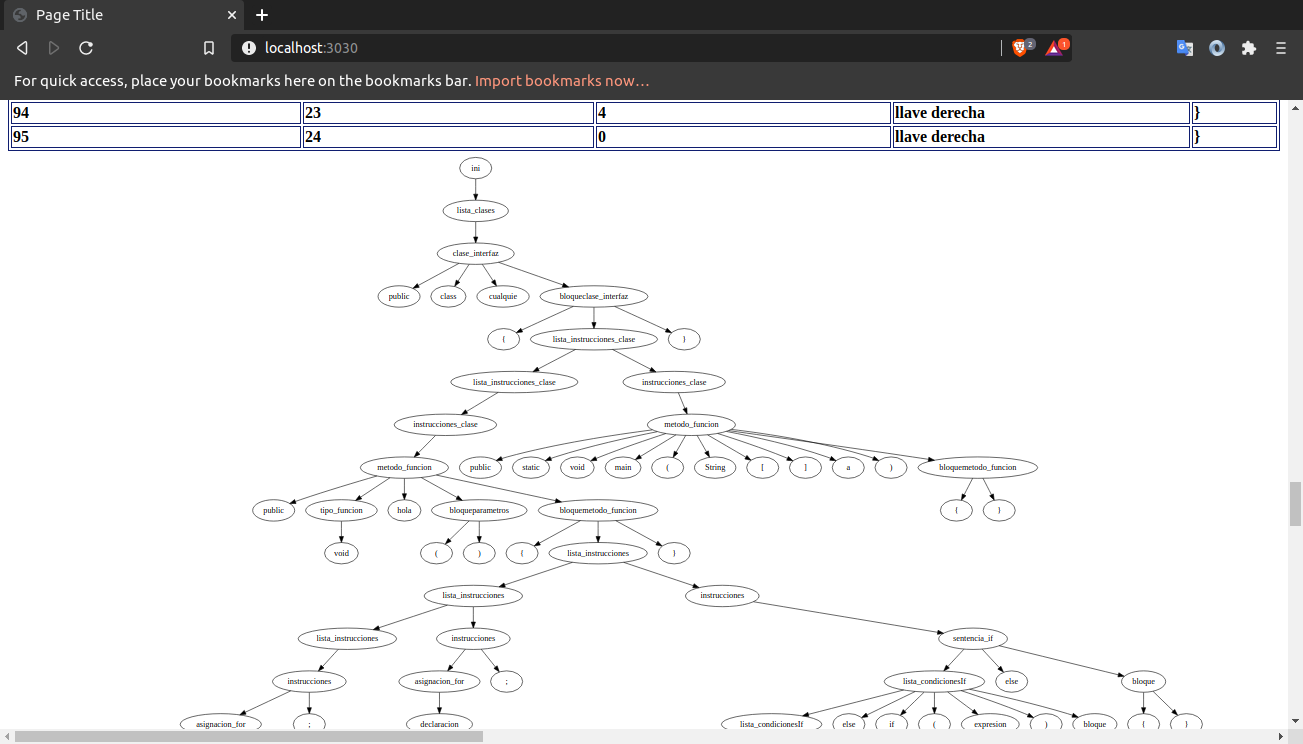 Page Title
localhost:3030
2
1
For quick access, place your bookmarks here on the bookmarks bar. Import bookmarks now…
94 23 4 llave derecha }
95 24 0 llave derecha }
ini
lista_clases
clase_interfaz
public class cualquie bloqueclase_interfaz
{ lista_instrucciones_clase }
lista_instrucciones_clase instrucciones_clase
instrucciones_clase metodo_funcion
metodo_funcion public static void main ( String [ ] a ) bloquemetodo_funcion
public tipo_funcion hola bloqueparametros bloquemetodo_funcion { }
void ( ) { lista_instrucciones }
lista_instrucciones instrucciones
lista_instrucciones instrucciones sentencia_if
instrucciones asignacion_for ; lista_condicionesIf else bloque
asignacion_for ; declaracion lista_condicionesIf else if ( expresion ) bloque { }